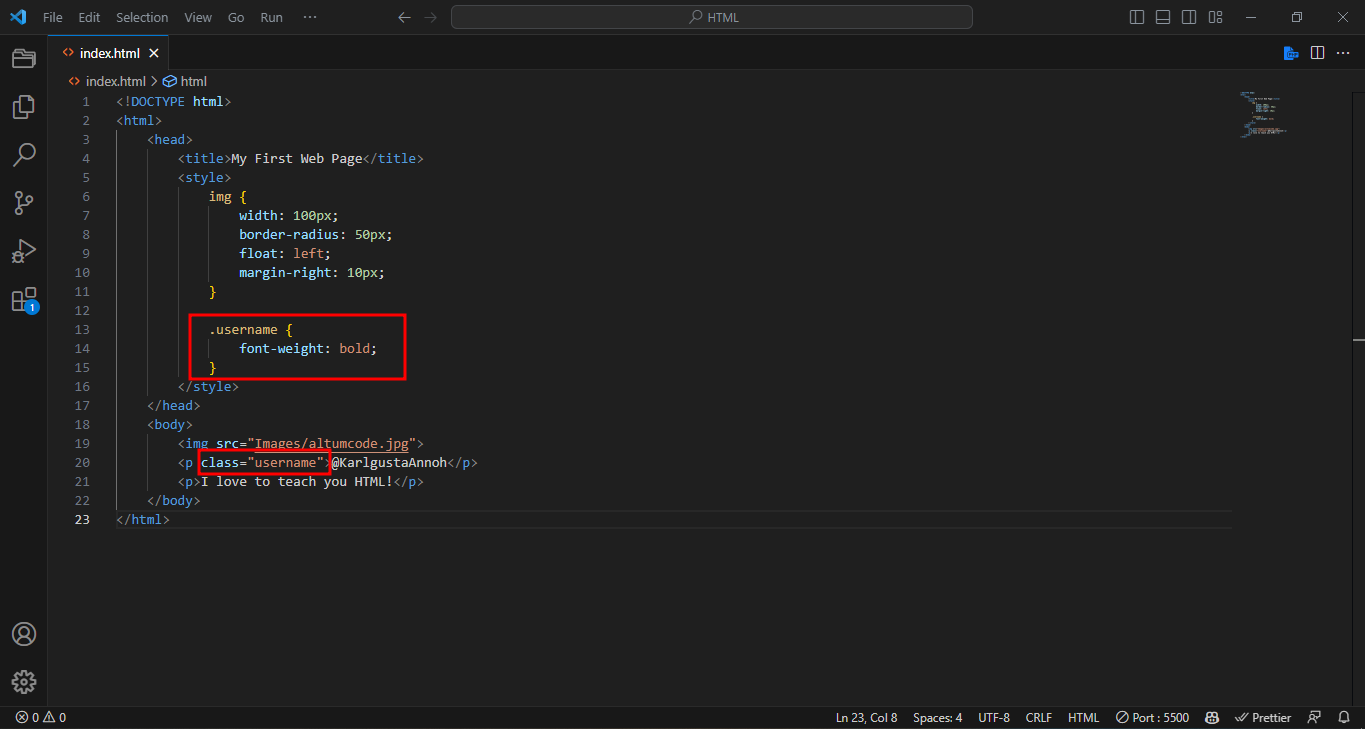 File Edit Selection View Go Run ··· HTML
index.html
index.html > html
1 <!DOCTYPE html>
2 <html>
3 <head>
4 <title>My First Web Page</title>
5 <style>
6 img {
7 width: 100px;
8 border-radius: 50px;
9 float: left;
10 margin-right: 10px;
11 }
12
13 .username {
14 font-weight: bold;
15 }
16 </style>
17 </head>
18 <body>
19 <img src="Images/altumcode.jpg">
20 <p class="username">@KarlgustaAnnoh</p>
21 <p>I love to teach you HTML!</p>
22 </body>
23 </html>
1
0 0 Ln 23, Col 8 Spaces: 4 UTF-8 CRLF HTML Port : 5500 Prettier